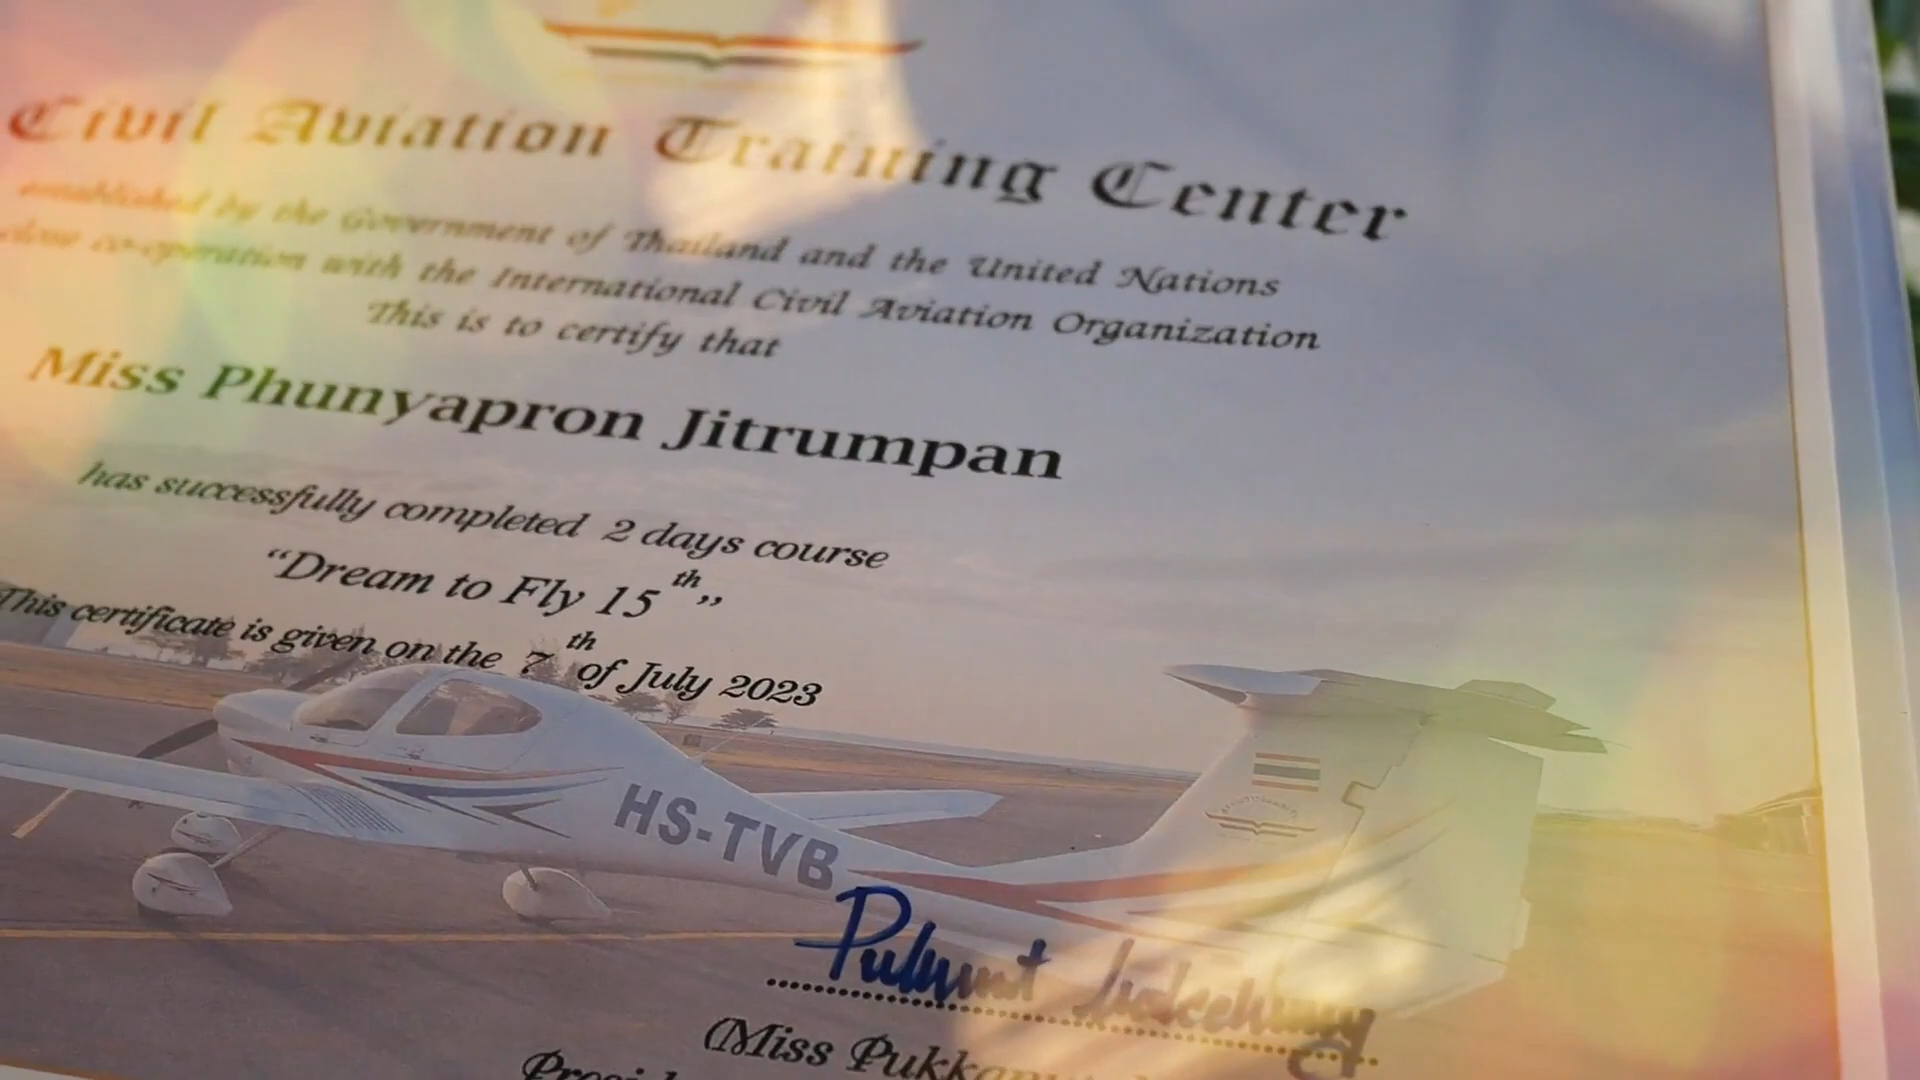 Civil Aviation Training Center
established by the Government of Thailand and the United Nations
close co-operation with the International Civil Aviation Organization
This is to certify that
Miss Phunyapron Jitrumpan
has successfully completed 2 days course
“Dream to Fly 15th”
This certificate is given on the 7th of July 2023
HS-TVB
(Miss